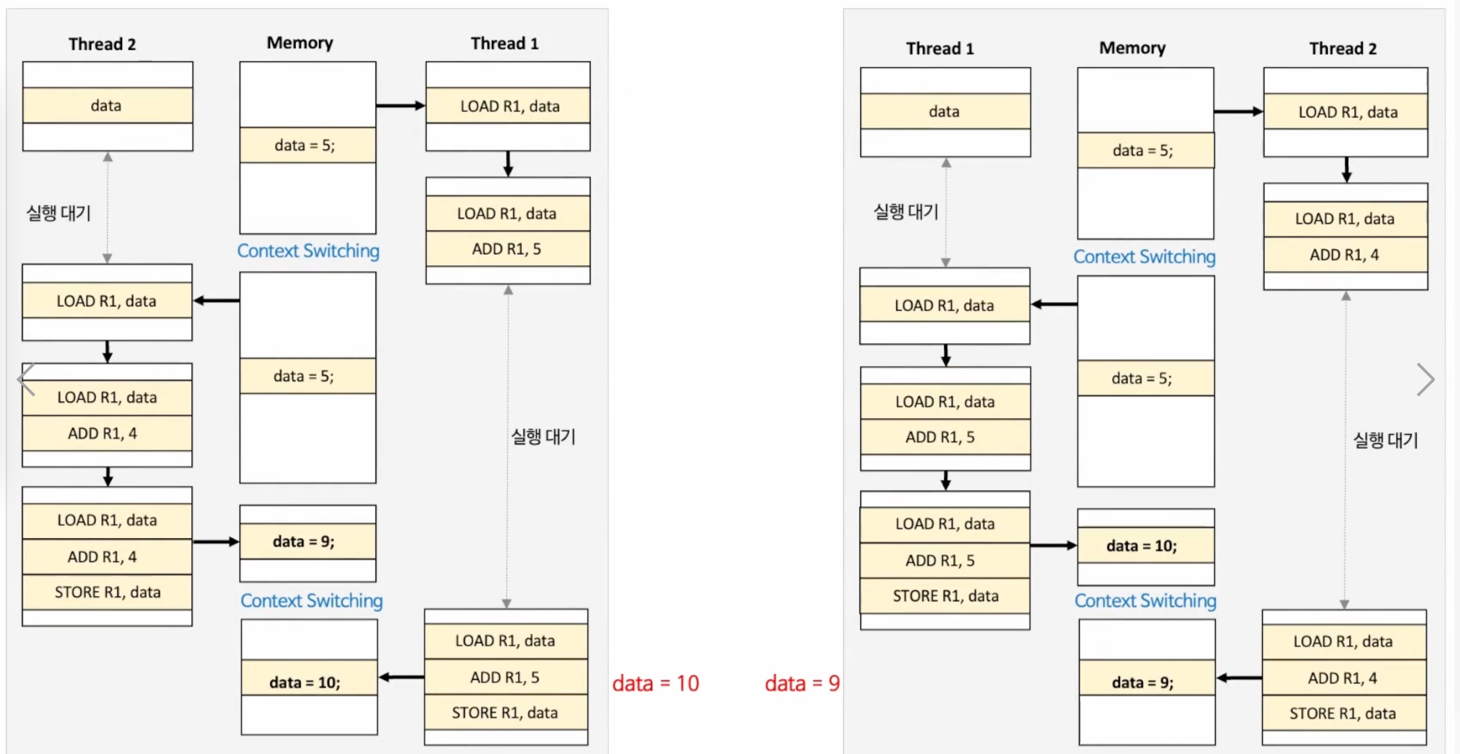 Thread 2
Memory
Thread 1
data
data = 5;
LOAD R1, data
실행 대기
LOAD R1, data
ADD R1, 5
Context Switching
LOAD R1, data
data = 5;
LOAD R1, data
ADD R1, 4
실행 대기
LOAD R1, data
ADD R1, 4
STORE R1, data
data = 9;
Context Switching
data = 10;
LOAD R1, data
ADD R1, 5
STORE R1, data
data = 10
Thread 1
Memory
Thread 2
data
data = 5;
LOAD R1, data
실행 대기
LOAD R1, data
ADD R1, 4
Context Switching
LOAD R1, data
data = 5;
LOAD R1, data
ADD R1, 5
실행 대기
LOAD R1, data
ADD R1, 5
STORE R1, data
data = 10;
Context Switching
data = 9;
LOAD R1, data
ADD R1, 4
STORE R1, data
data = 9